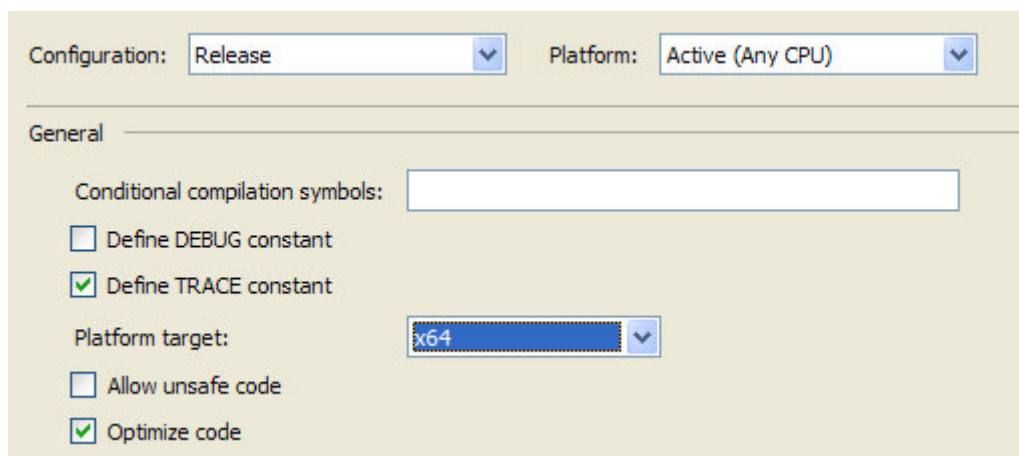 Configuration: Release Platform: Active (Any CPU)
General
Conditional compilation symbols:
Define DEBUG constant
Define TRACE constant
Platform target: x64
Allow unsafe code
Optimize code